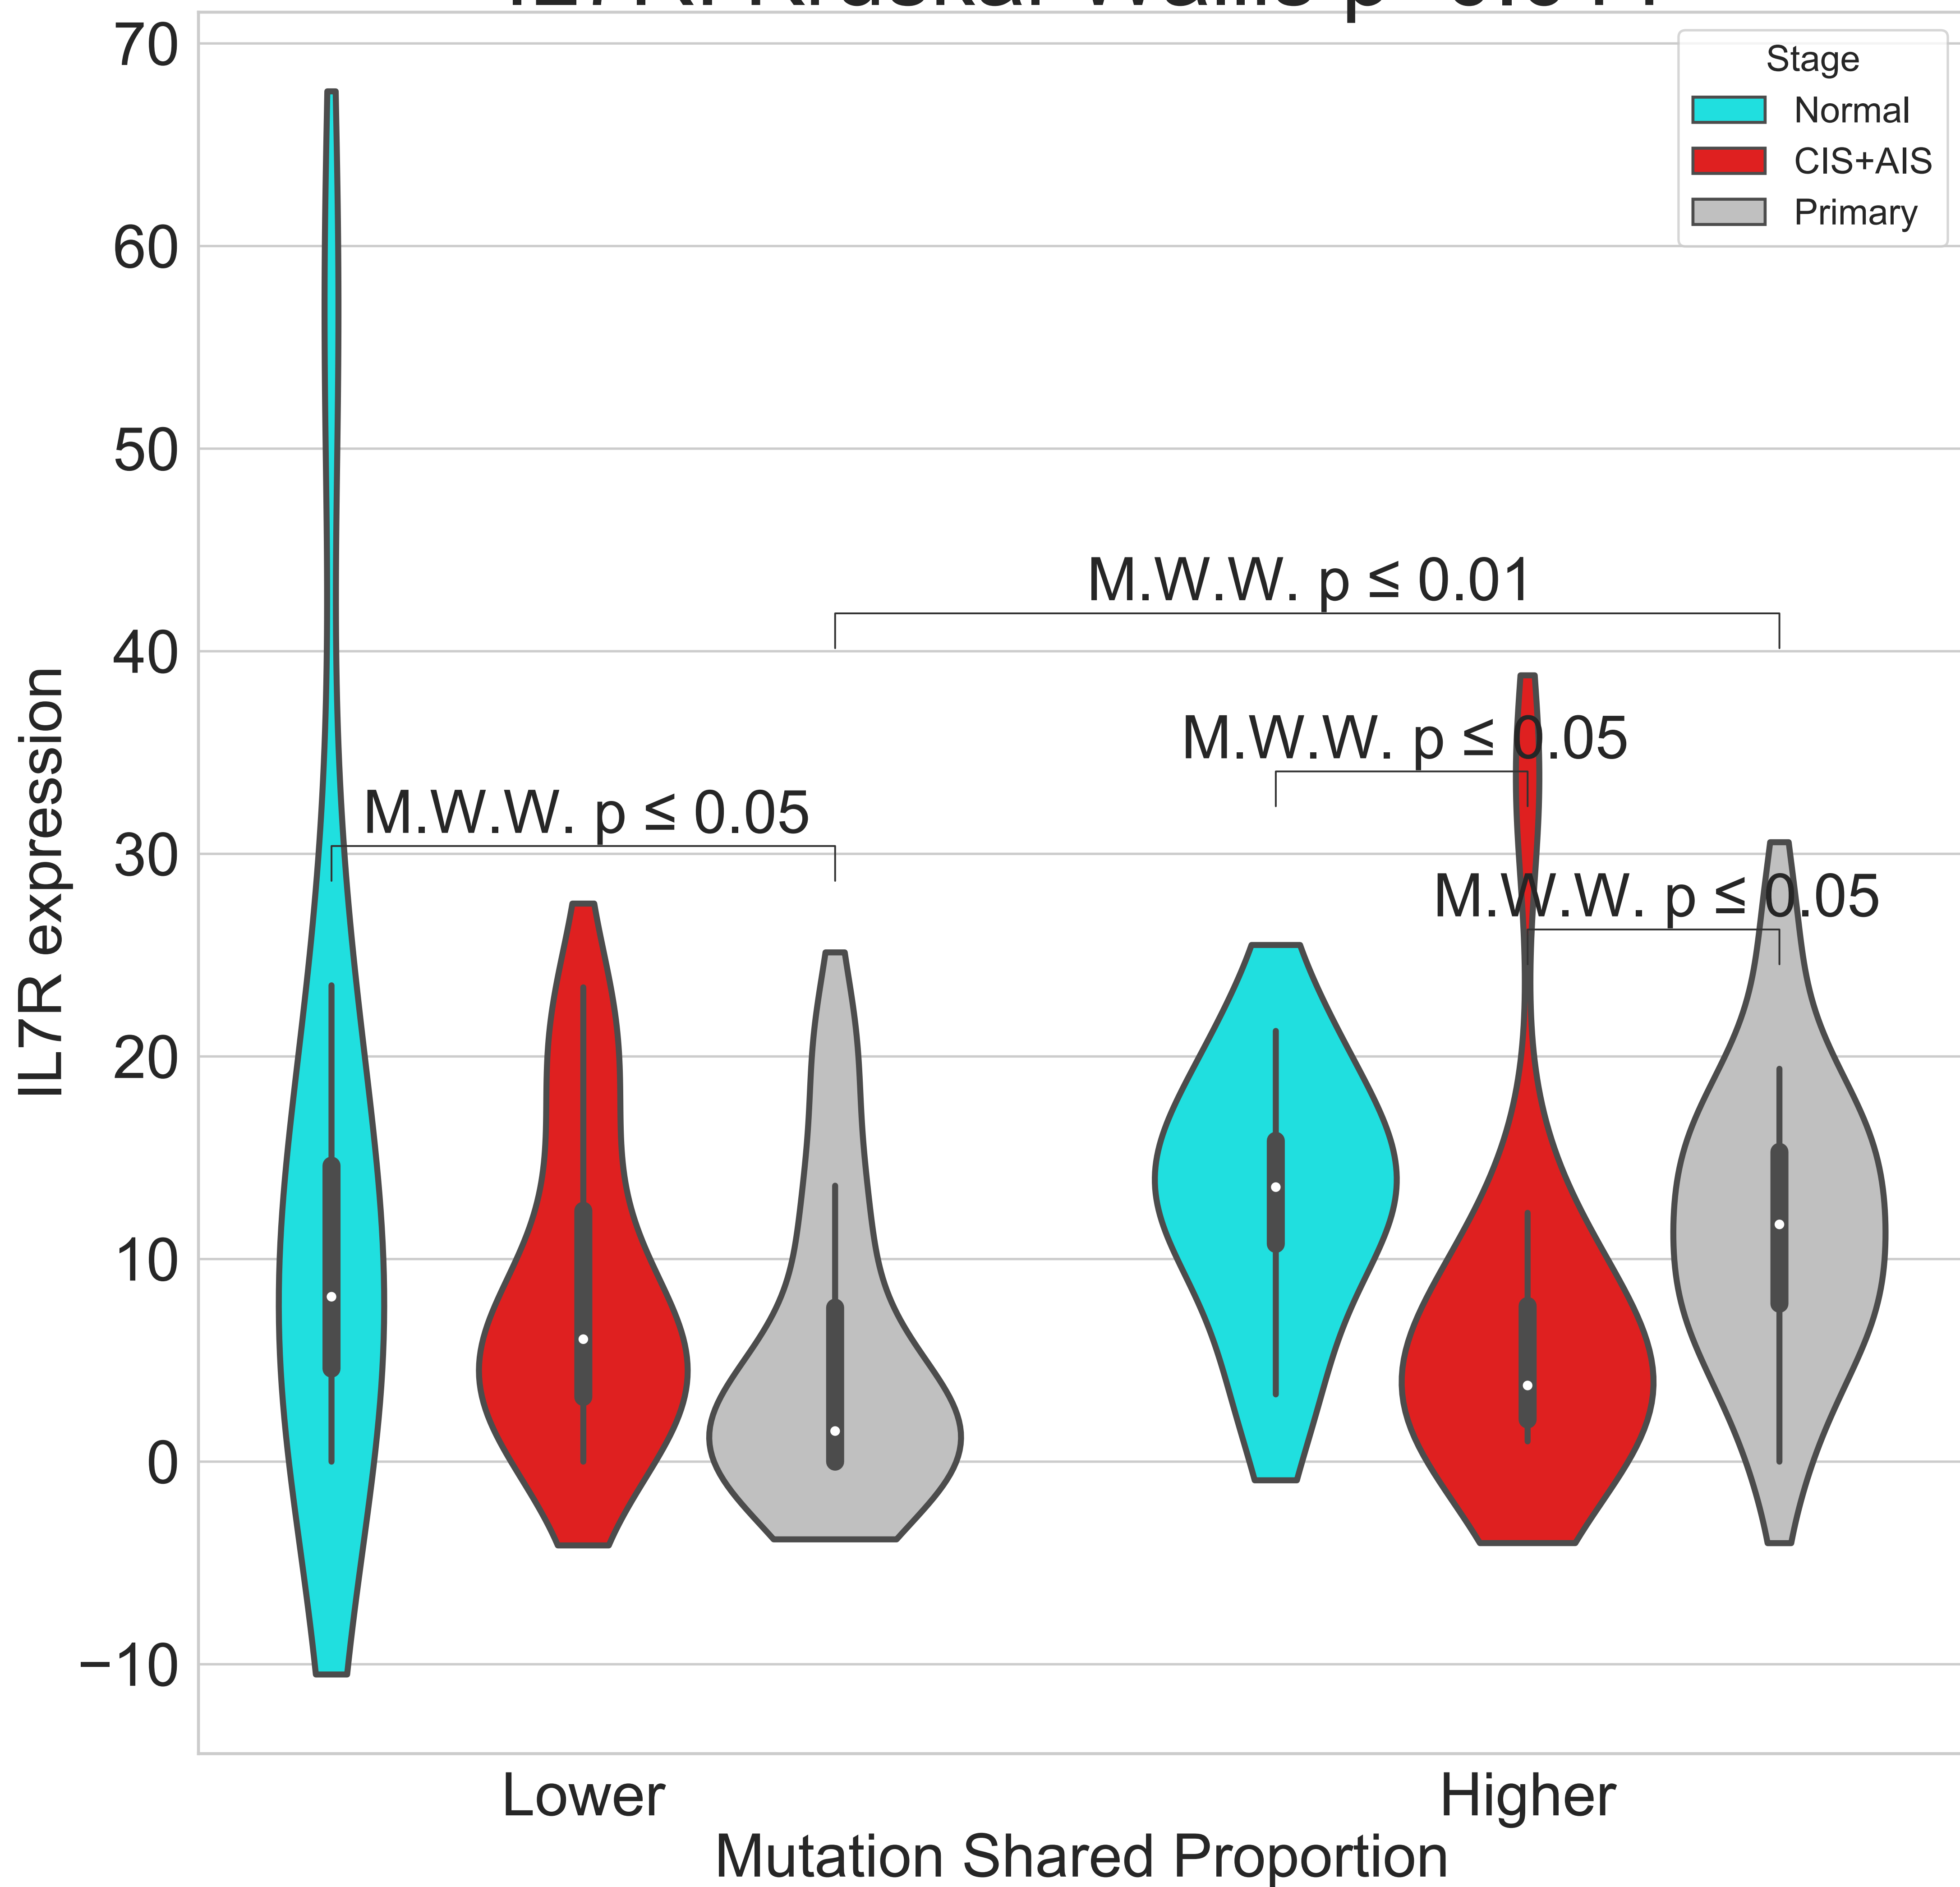 Stage
Normal
CIS+AIS
Primary
70
60
50
40
30
20
10
0
−10
IL7R expression
M.W.W. p ≤ 0.01
M.W.W. p ≤ 0.05
M.W.W. p ≤ 0.05
M.W.W. p ≤ 0.05
Lower
Higher
Mutation Shared Proportion